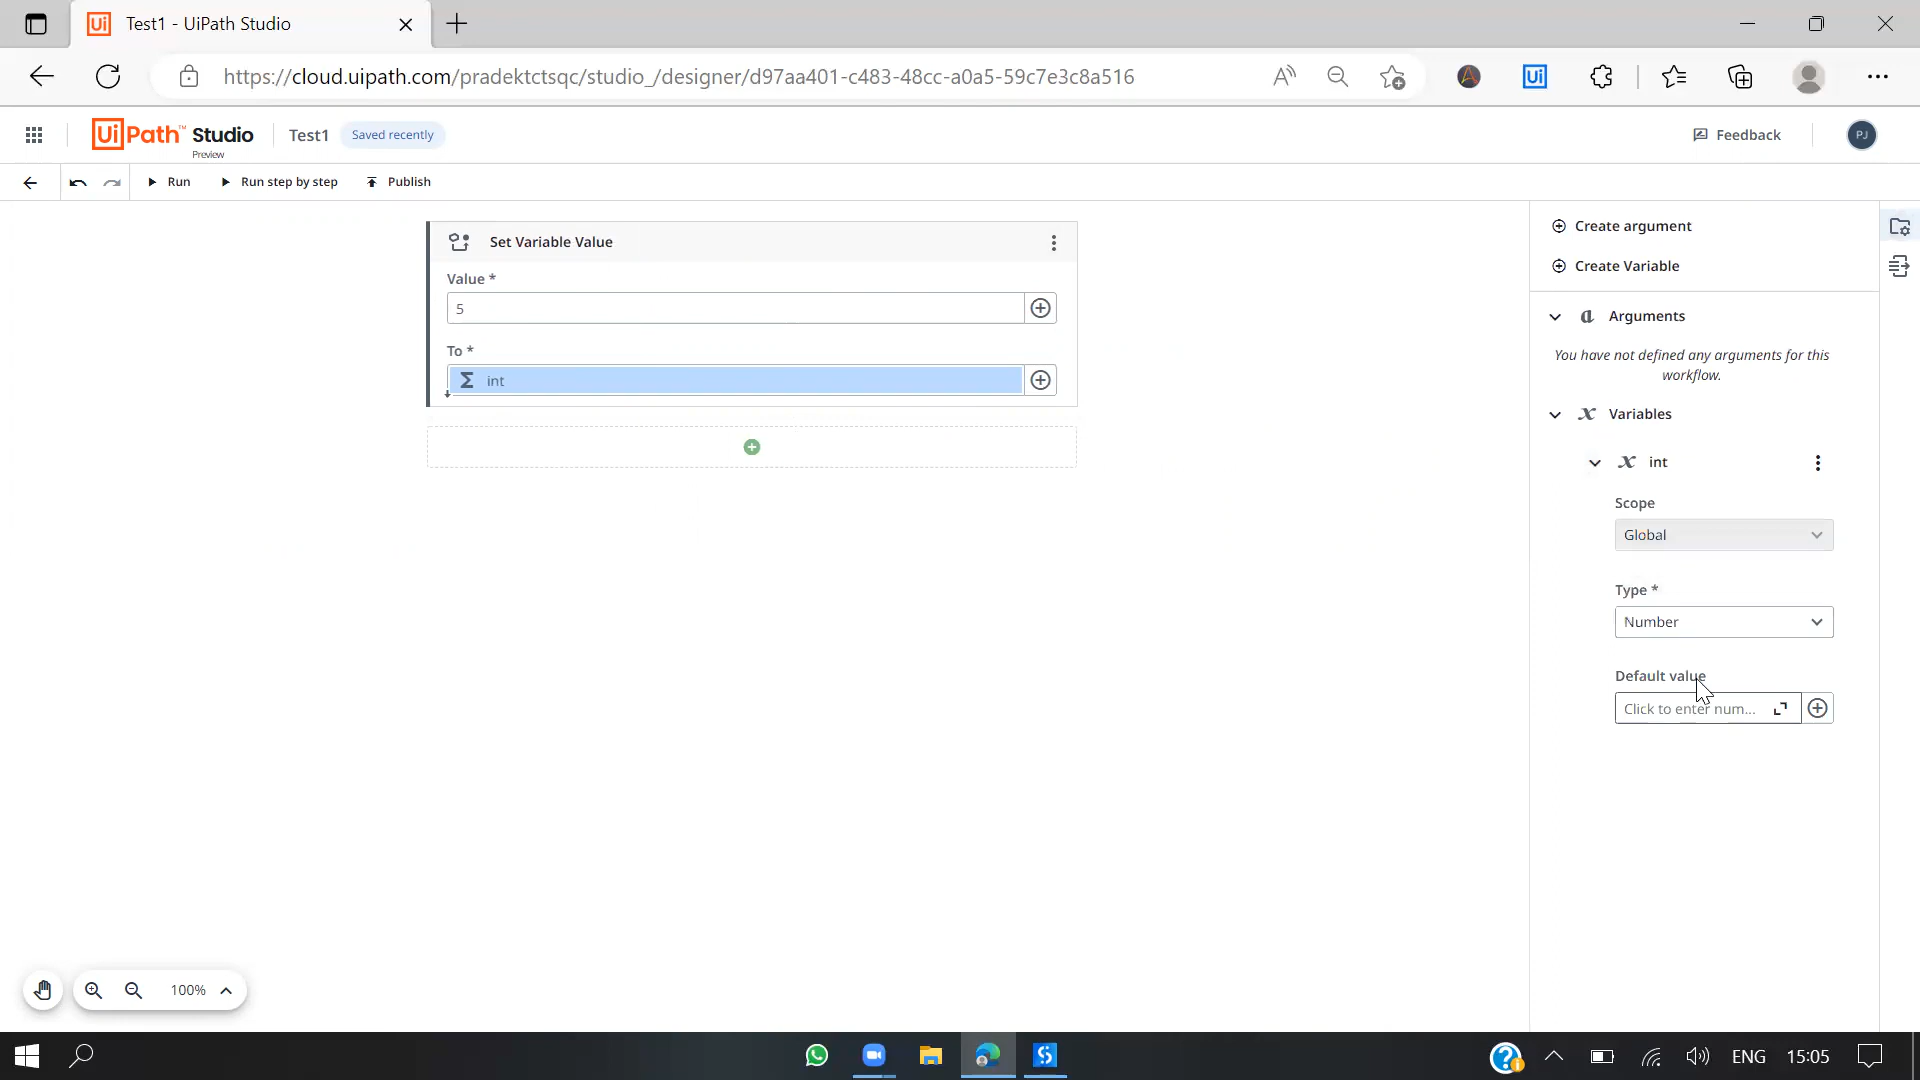 Test1 - UiPath Studio
https://cloud.uipath.com/pradektctsqc/studio_/designer/d97aa401-c483-48cc-a0a5-59c7e3c8a516
UiPath™ Studio
Preview
Test1
Saved recently
Feedback
PJ
Run
Run step by step
Publish
Set Variable Value
Value *
5
To *
int
Create argument
Create Variable
Arguments
You have not defined any arguments for this
workflow.
Variables
int
Scope
Global
Type *
Number
Default value
Click to enter num...
100%
ENG
15:05